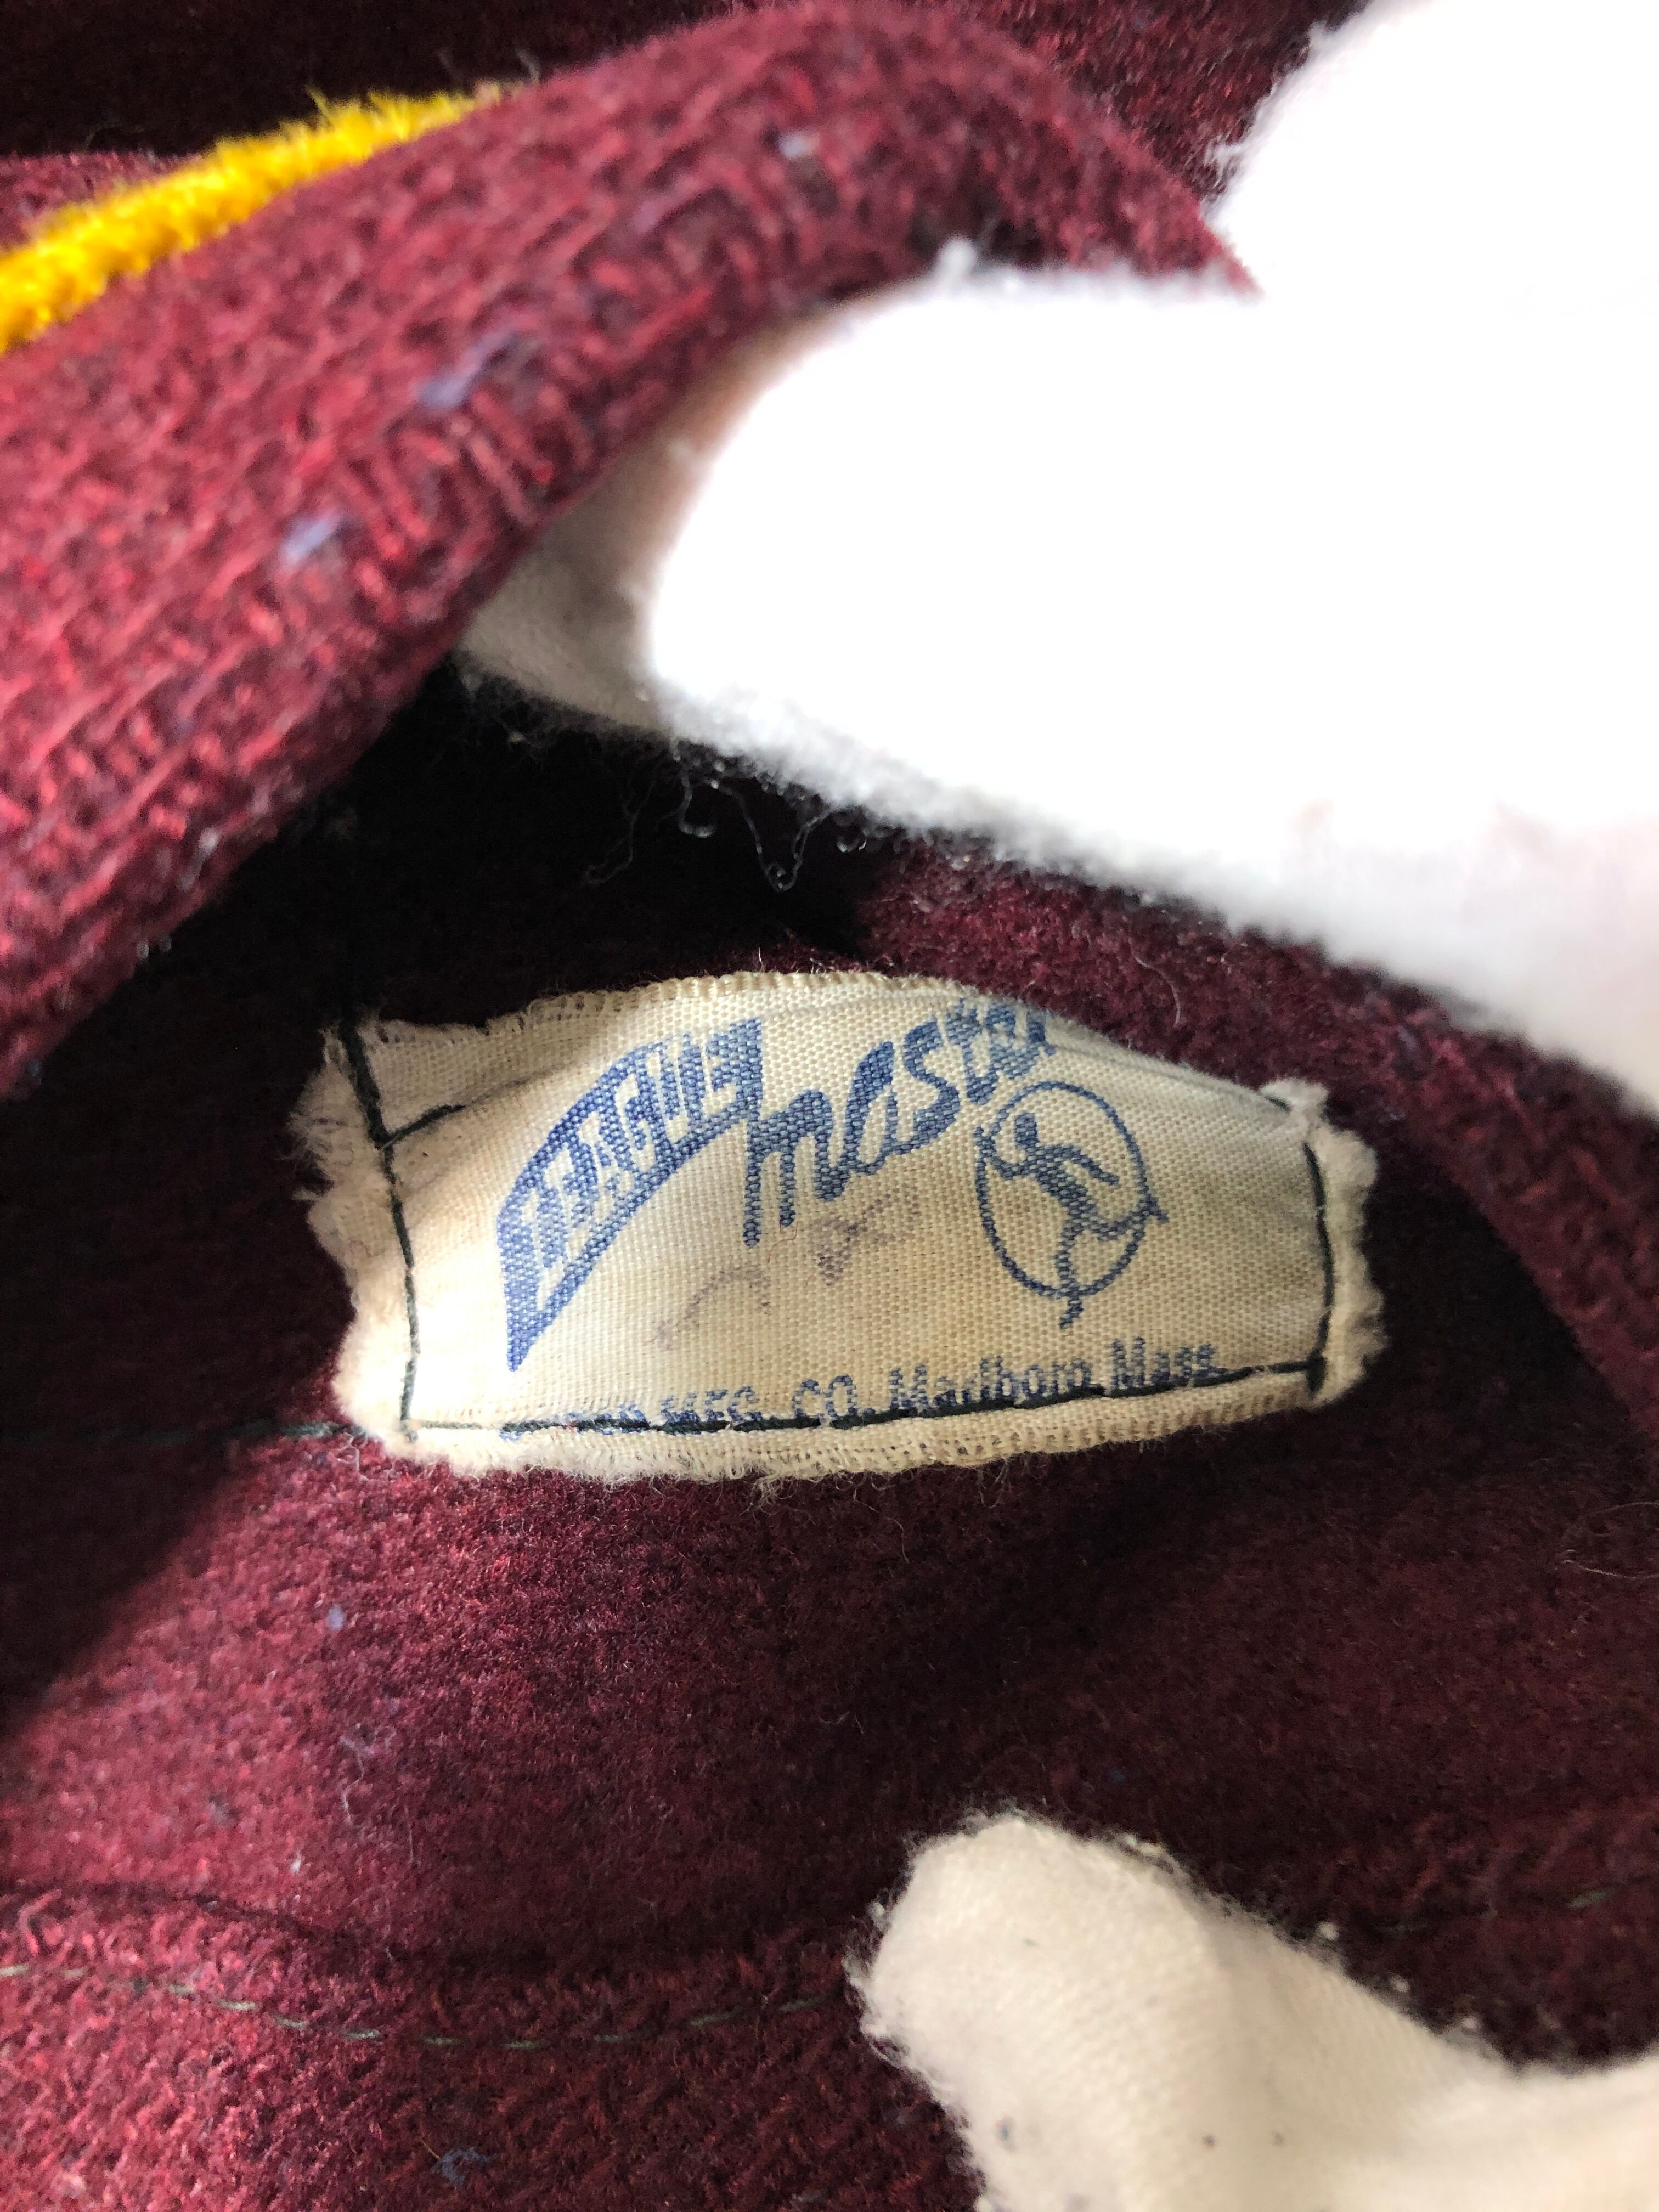 LEAGUE master
MFG. CO. Marlboro, Mass.